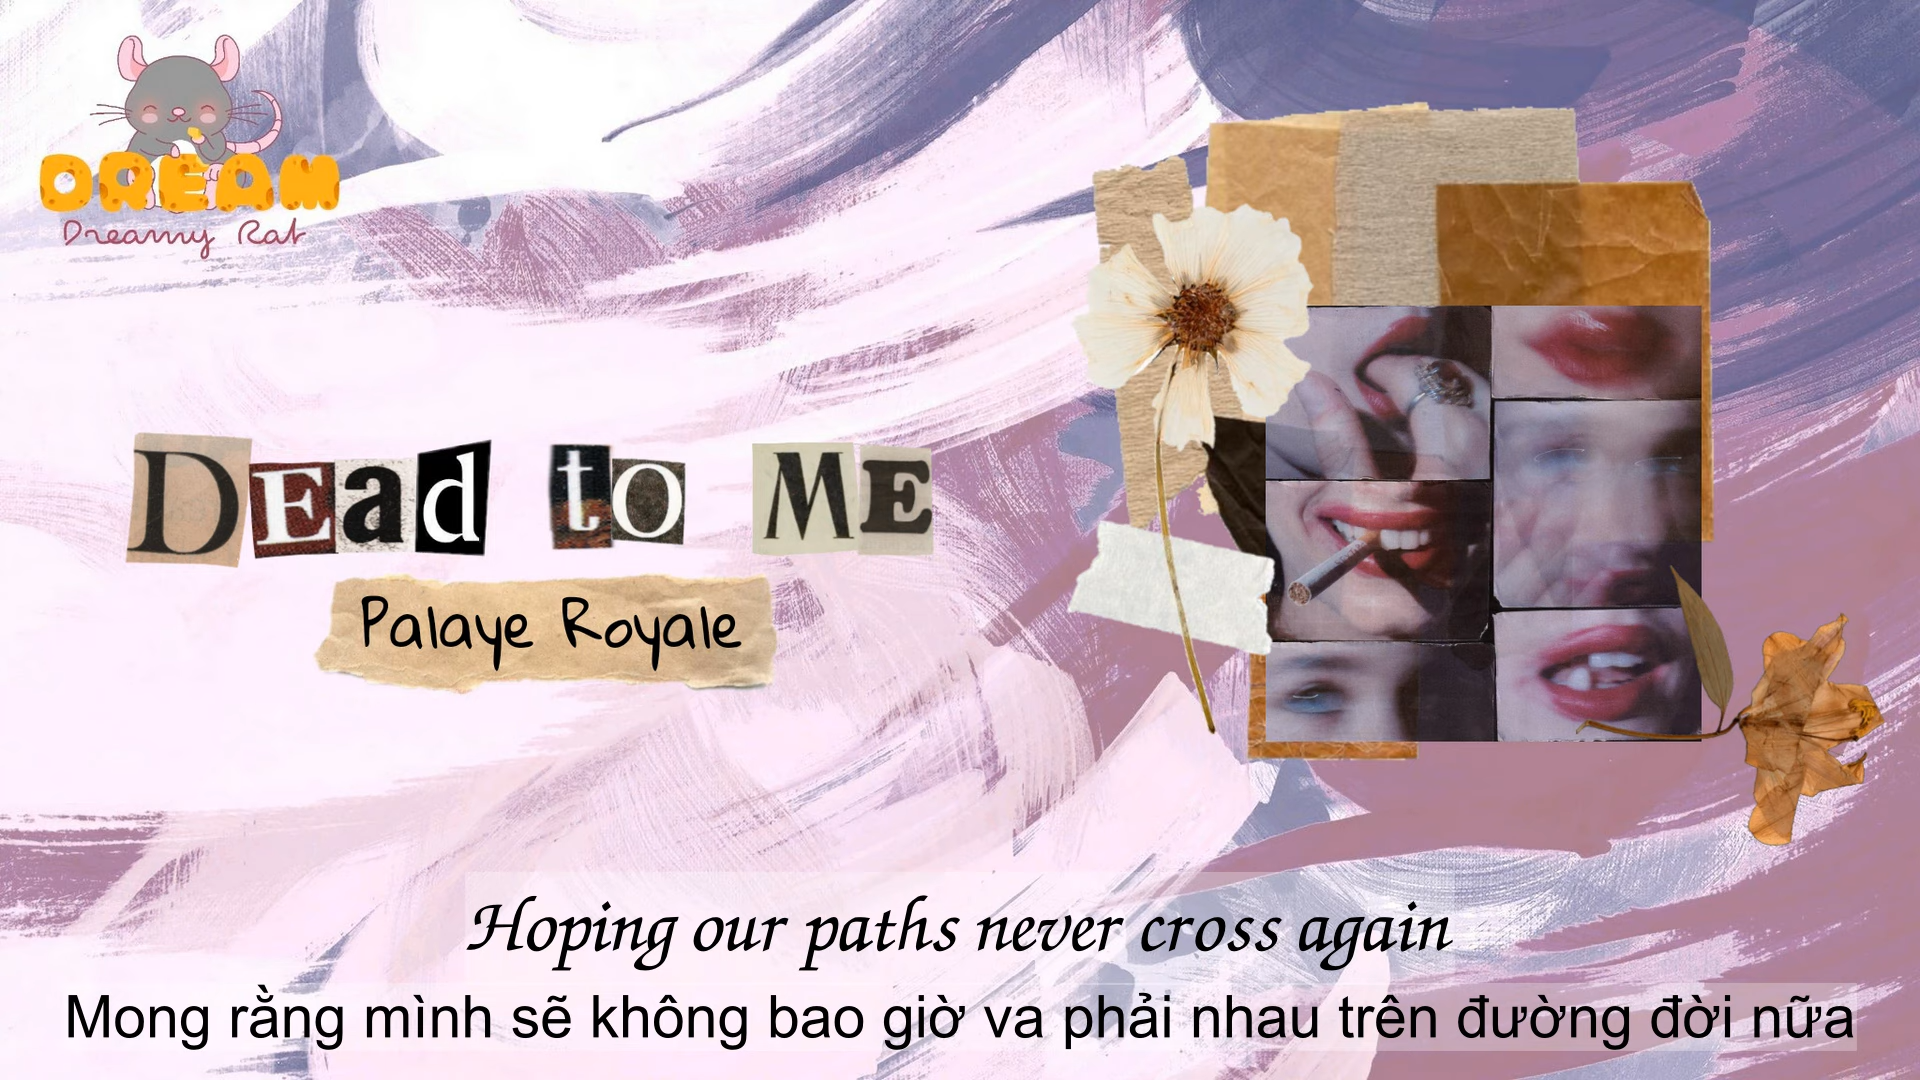 DREAM
Dreamy Rat
DEad to ME
Palaye Royale
Hoping our paths never cross again
Mong rằng mình sẽ không bao giờ va phải nhau trên đường đời nữa